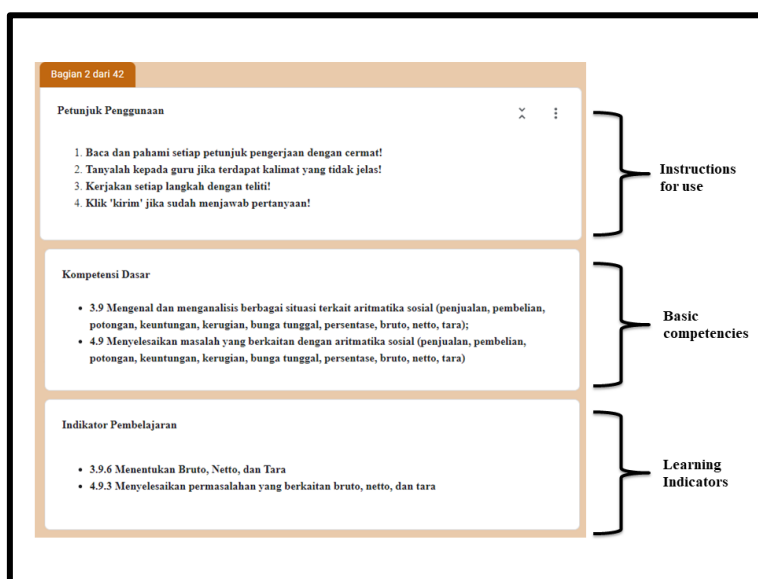 Bagian 2 dari 42
Petunjuk Penggunaan
1. Baca dan pahami setiap petunjuk pengerjaan dengan cermat!
2. Tanyalah kepada guru jika terdapat kalimat yang tidak jelas!
3. Kerjakan setiap langkah dengan teliti!
4. Klik 'kirim' jika sudah menjawab pertanyaan!
Instructions
for use
Kompetensi Dasar
• 3.9 Mengenal dan menganalisis berbagai situasi terkait aritmatika sosial (penjualan, pembelian,
potongan, keuntungan, kerugian, bunga tunggal, persentase, bruto, netto, tara);
• 4.9 Menyelesaikan masalah yang berkaitan dengan aritmatika sosial (penjualan, pembelian,
potongan, keuntungan, kerugian, bunga tunggal, persentase, bruto, netto, tara)
Basic
competencies
Indikator Pembelajaran
• 3.9.6 Menentukan Bruto, Netto, dan Tara
• 4.9.3 Menyelesaikan permasalahan yang berkaitan bruto, netto, dan tara
Learning
Indicators